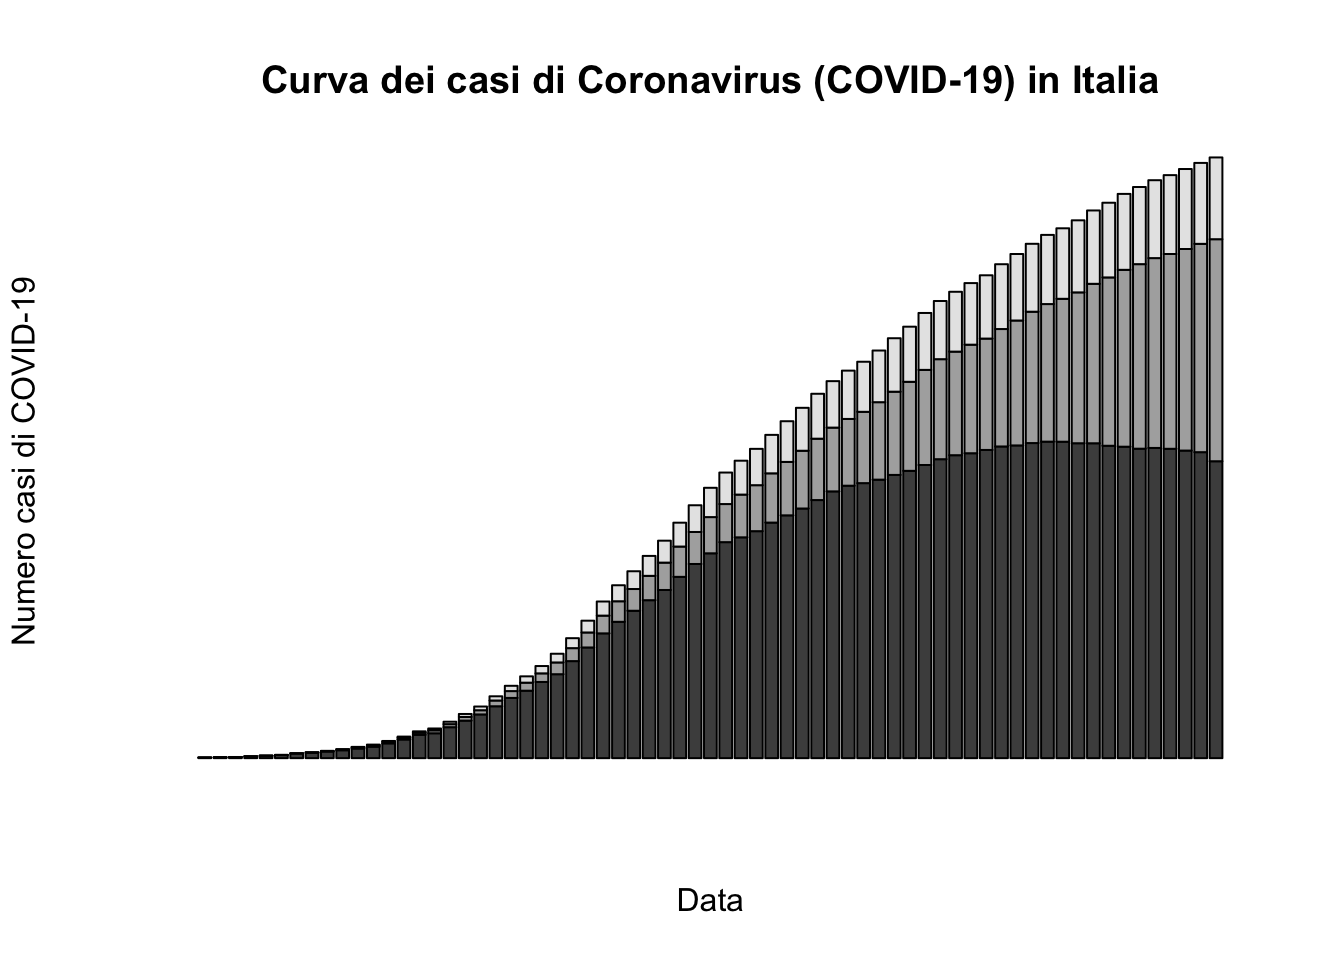 Curva dei casi di Coronavirus (COVID-19) in Italia
Numero casi di COVID-19
Data